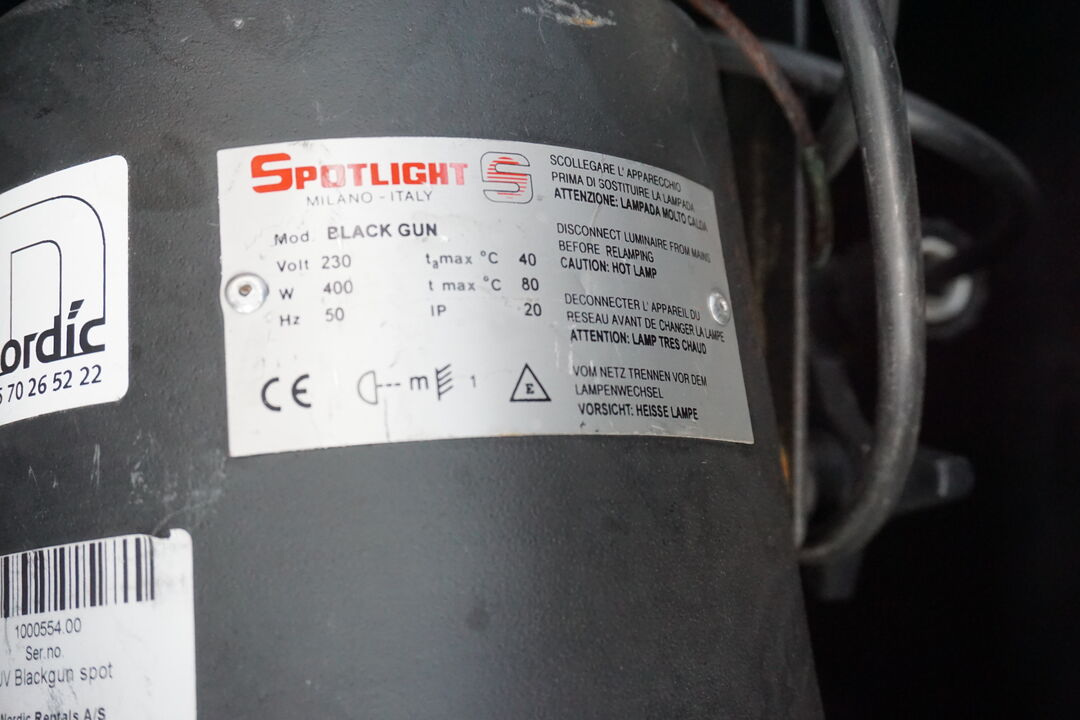 SPOTLIGHT
MILANO - ITALY
Mod. BLACK GUN
Volt 230
W 400
Hz 50
tamax °C 40
t max °C 80
IP 20
CE
m 1
E
SCOLLEGARE L' APPARECCHIO
PRIMA DI SOSTITUIRE LA LAMPADA
ATTENZIONE: LAMPADA MOLTO CALDA
DISCONNECT LUMINAIRE FROM MAINS
BEFORE RELAMPING
CAUTION: HOT LAMP
DECONNECTER L' APPAREIL DU
RESEAU AVANT DE CHANGER LA LAMPE
ATTENTION: LAMP TRES CHAUD
VOM NETZ TRENNEN VOR DEM
LAMPENWECHSEL
VORSICHT: HEISSE LAMPE
70 26 52 22
1000554.00
Ser.no.
Blackgun spot
Nordic Rentals A/S